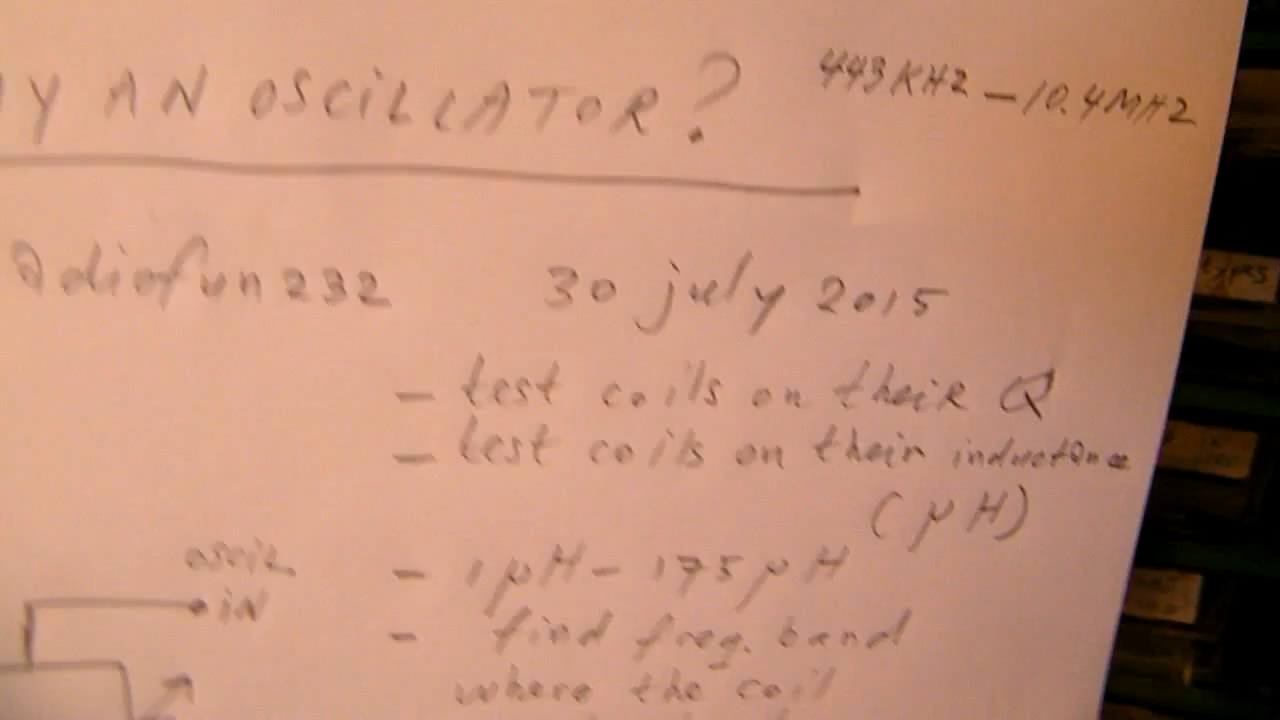 Y AN OSCILLATOR?
443KHZ - 10.4MHZ
adiofun232 30 july 2015
- test coils on their Q
- test coils on their inductance
(μH)
oscil
IN
- 1μH - 175μH
- find freq. band
where the coil